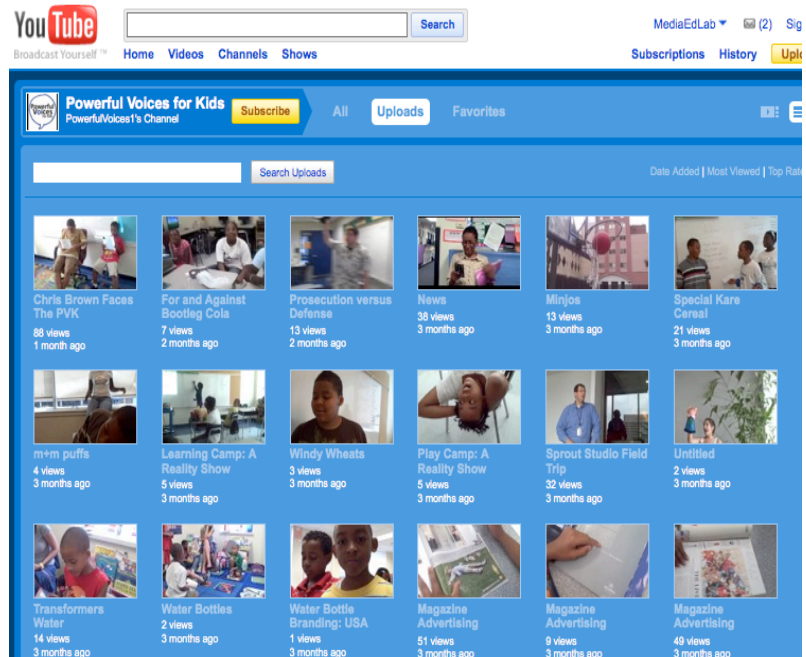 YouTube
Broadcast Yourself ™
Search
MediaEdLab
(2)
Sig
Home Videos Channels Shows
Subscriptions History Uplo
Powerful Voices for Kids
PowerfulVoices1's Channel
Subscribe
All Uploads Favorites
Search Uploads
Date Added | Most Viewed | Top Rate
Chris Brown Faces
The PVK
88 views
1 month ago
For and Against
Bootleg Cola
7 views
2 months ago
Prosecution versus
Defense
13 views
2 months ago
News
38 views
3 months ago
Minjos
13 views
3 months ago
Special Kare
Cereal
21 views
3 months ago
m+m puffs
4 views
3 months ago
Learning Camp: A
Reality Show
5 views
3 months ago
Windy Wheats
3 views
3 months ago
Play Camp: A
Reality Show
5 views
3 months ago
Sprout Studio Field
Trip
32 views
3 months ago
Untitled
2 views
3 months ago
Transformers
Water
14 views
3 months ago
Water Bottles
2 views
3 months ago
Water Bottle
Branding: USA
1 views
3 months ago
Magazine
Advertising
51 views
3 months ago
Magazine
Advertising
9 views
3 months ago
Magazine
Advertising
49 views
3 months ago